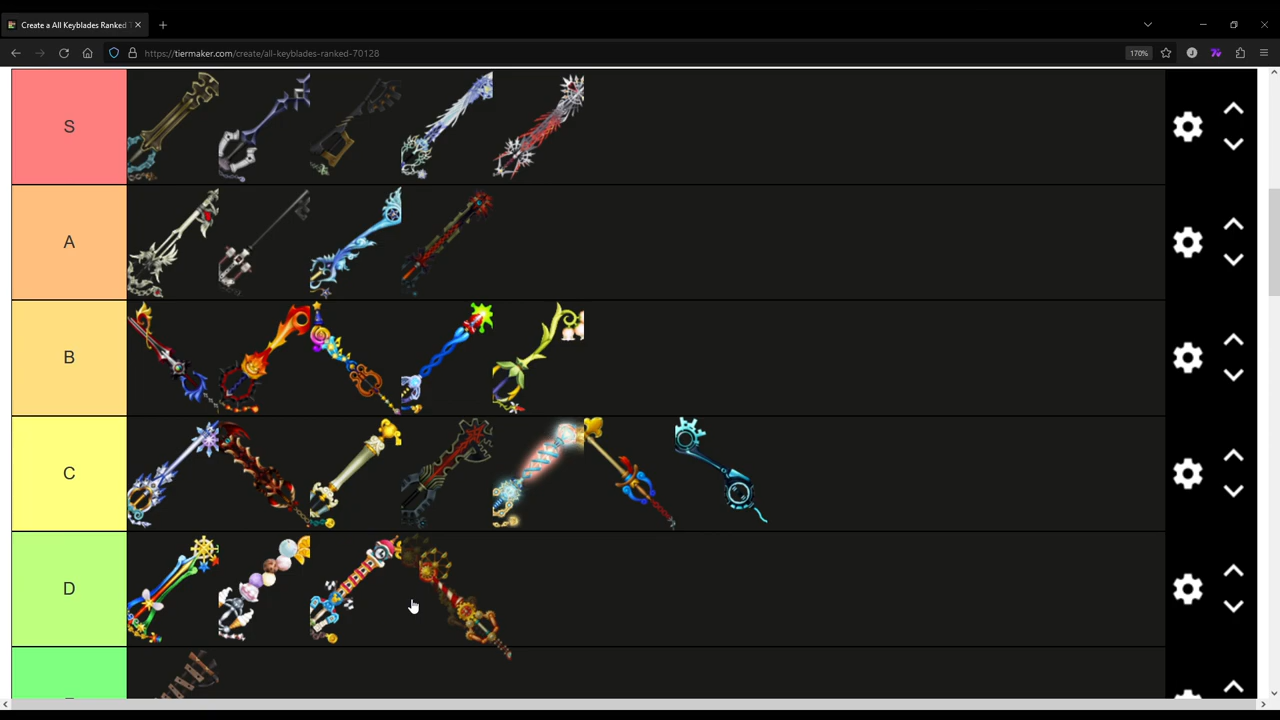 Create a All Keyblades Ranked T
https://tiermaker.com/create/all-keyblades-ranked-70128
170%
S
A
B
C
D